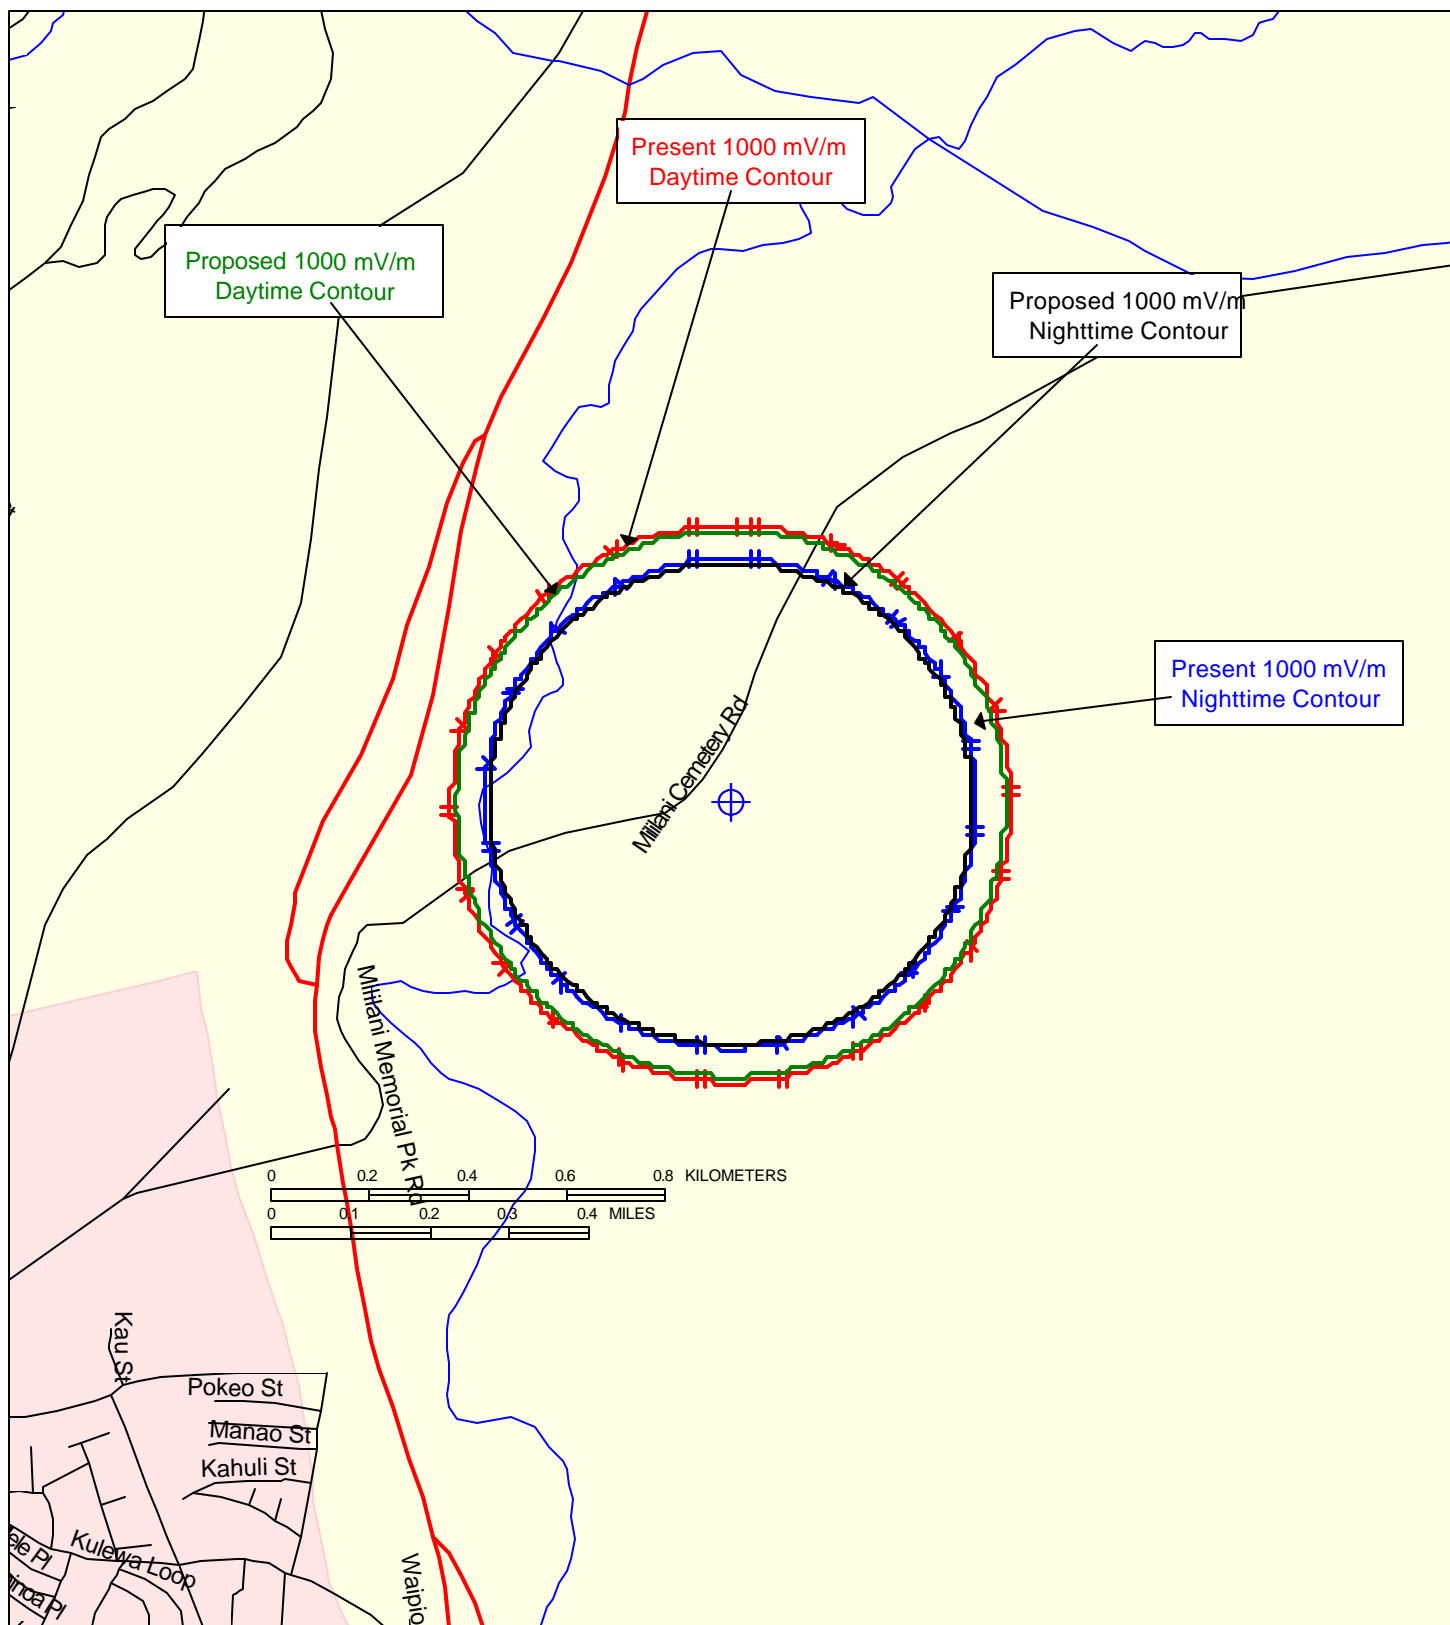 Present 1000 mV/m
Daytime Contour
Proposed 1000 mV/m
Daytime Contour
Proposed 1000 mV/m
Nighttime Contour
Present 1000 mV/m
Nighttime Contour
Mililani Cemetery Rd
Mililani Memorial Pk Rd
0 0.2 0.4 0.6 0.8 KILOMETERS
0 0.1 0.2 0.3 0.4 MILES
Kau St
Pokeo St
Manao St
Kahuli St
Kulewa Loop
Pl
Pl
Waipio